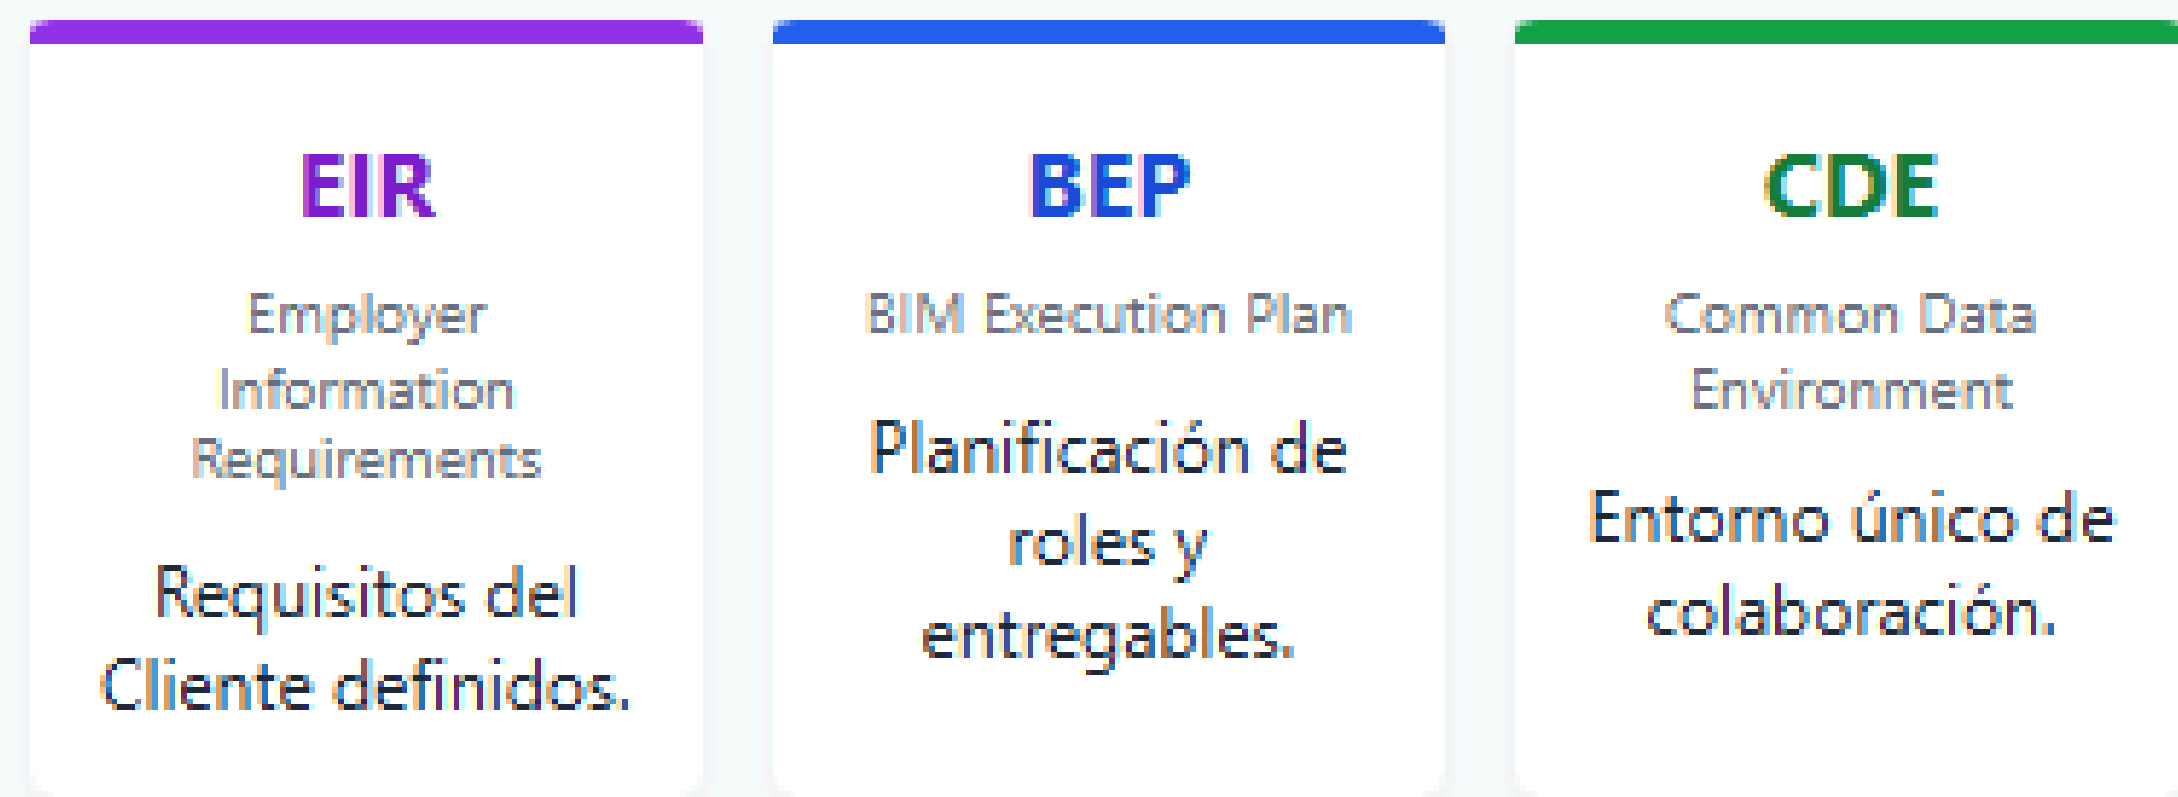 EIR
Employer
Information
Requirements
Requisitos del
Cliente definidos.
BEP
BIM Execution Plan
Planificación de
roles y
entregables.
CDE
Common Data
Environment
Entorno único de
colaboración.